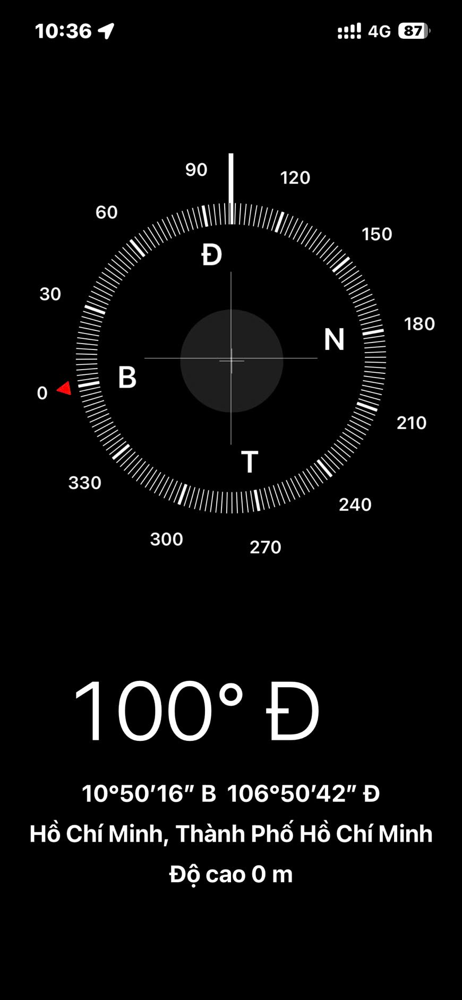 10:36 4G 87
90 120
60 150
30 180
Đ
N
B
0 210
T
330 240
300 270
100° Đ
10°50′16″ B 106°50′42″ Đ
Hồ Chí Minh, Thành Phố Hồ Chí Minh
Độ cao 0 m